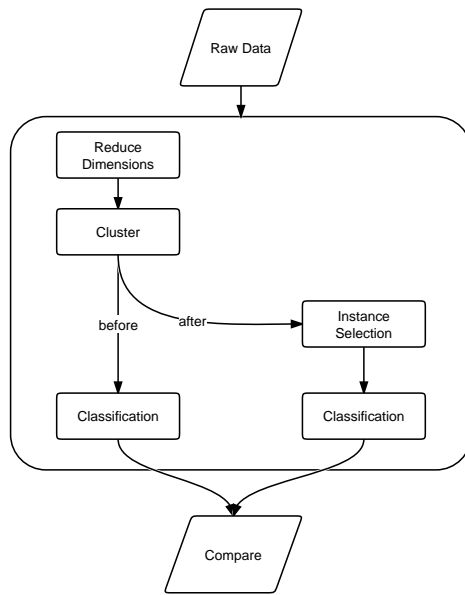 Raw Data
Reduce
Dimensions
Cluster
before
after
Instance
Selection
Classification
Classification
Compare